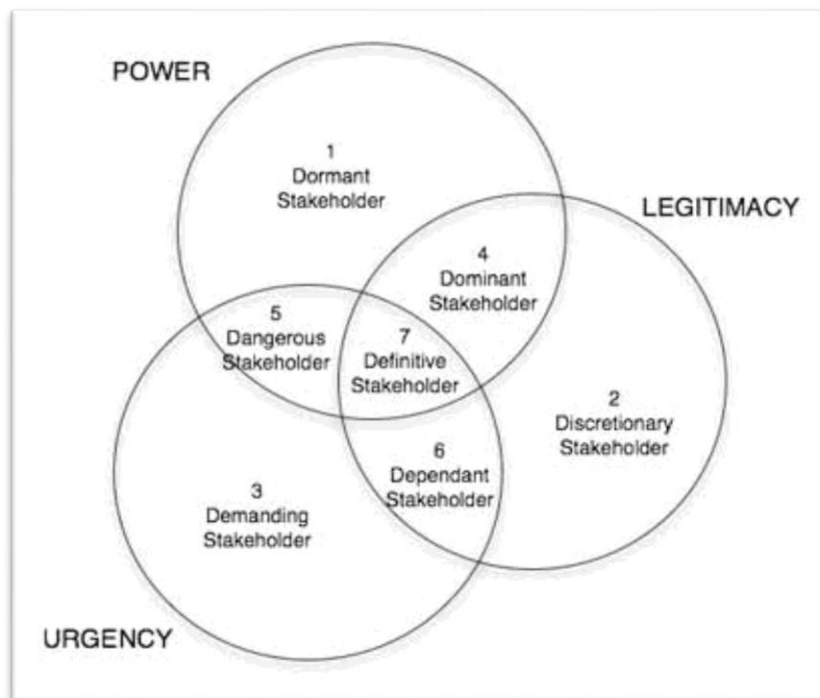 POWER
1
Dormant
Stakeholder
LEGITIMACY
4
Dominant
Stakeholder
5
Dangerous
Stakeholder
7
Definitive
Stakeholder
2
Discretionary
Stakeholder
6
Dependant
Stakeholder
3
Demanding
Stakeholder
URGENCY